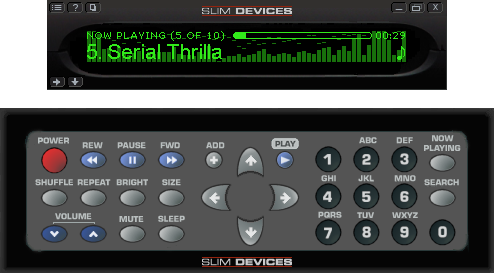 SLIM DEVICES
NOW PLAYING (5 OF 10) 00:29
5. Serial Thrilla
POWER REW PAUSE FWD ADD PLAY ABC DEF NOW PLAYING
1 2 3
SHUFFLE REPEAT BRIGHT SIZE GHI JKL MNO SEARCH
4 5 6
VOLUME MUTE SLEEP PQRS TUV WXYZ
7 8 9 0
SLIM DEVICES